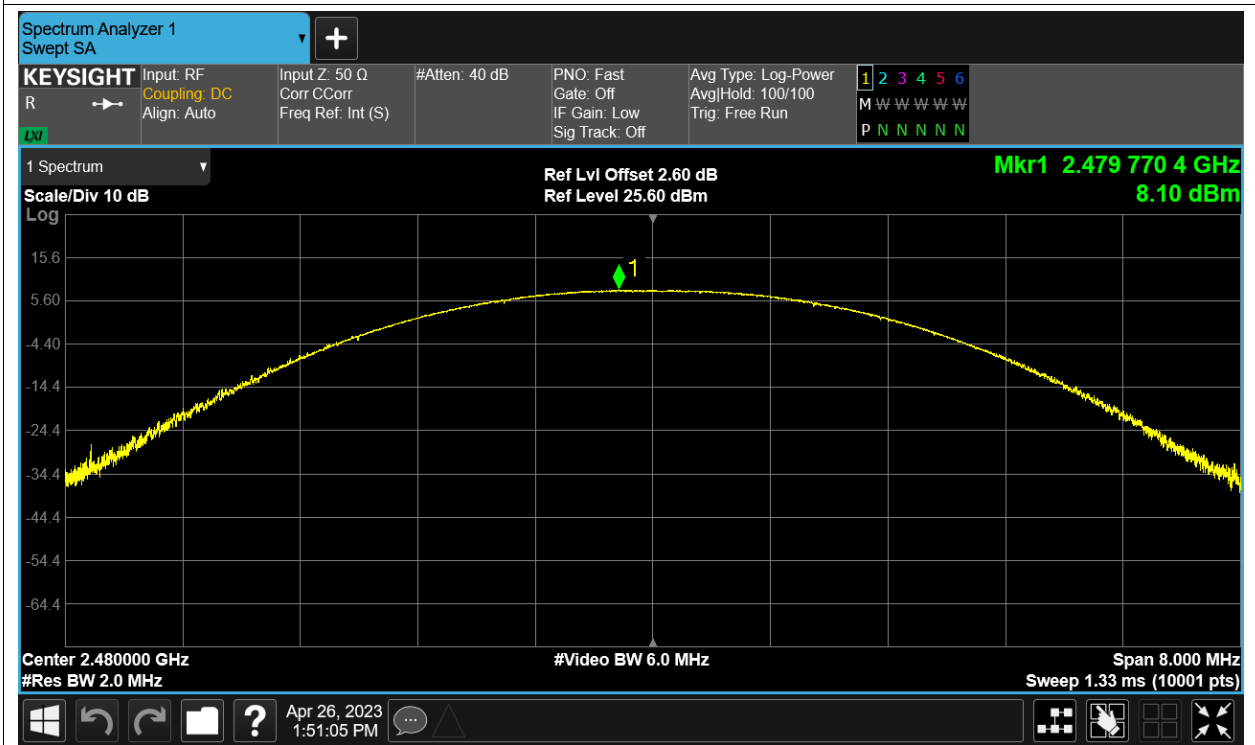 Spectrum Analyzer 1
Swept SA
KEYSIGHT
R
LXI
Input: RF
Coupling: DC
Align: Auto
Input Z: 50 Ω
Corr CCorr
Freq Ref: Int (S)
#Atten: 40 dB
PNO: Fast
Gate: Off
IF Gain: Low
Sig Track: Off
Avg Type: Log-Power
Avg|Hold: 100/100
Trig: Free Run
1 2 3 4 5 6
M W W W W W
P N N N N N
1 Spectrum
Scale/Div 10 dB
Log
Ref Lvl Offset 2.60 dB
Ref Level 25.60 dBm
Mkr1 2.479 770 4 GHz
8.10 dBm
1
15.6
5.60
-4.40
-14.4
-24.4
-34.4
-44.4
-54.4
-64.4
Center 2.480000 GHz
#Res BW 2.0 MHz
#Video BW 6.0 MHz
Span 8.000 MHz
Sweep 1.33 ms (10001 pts)
?
Apr 26, 2023
1:51:05 PM